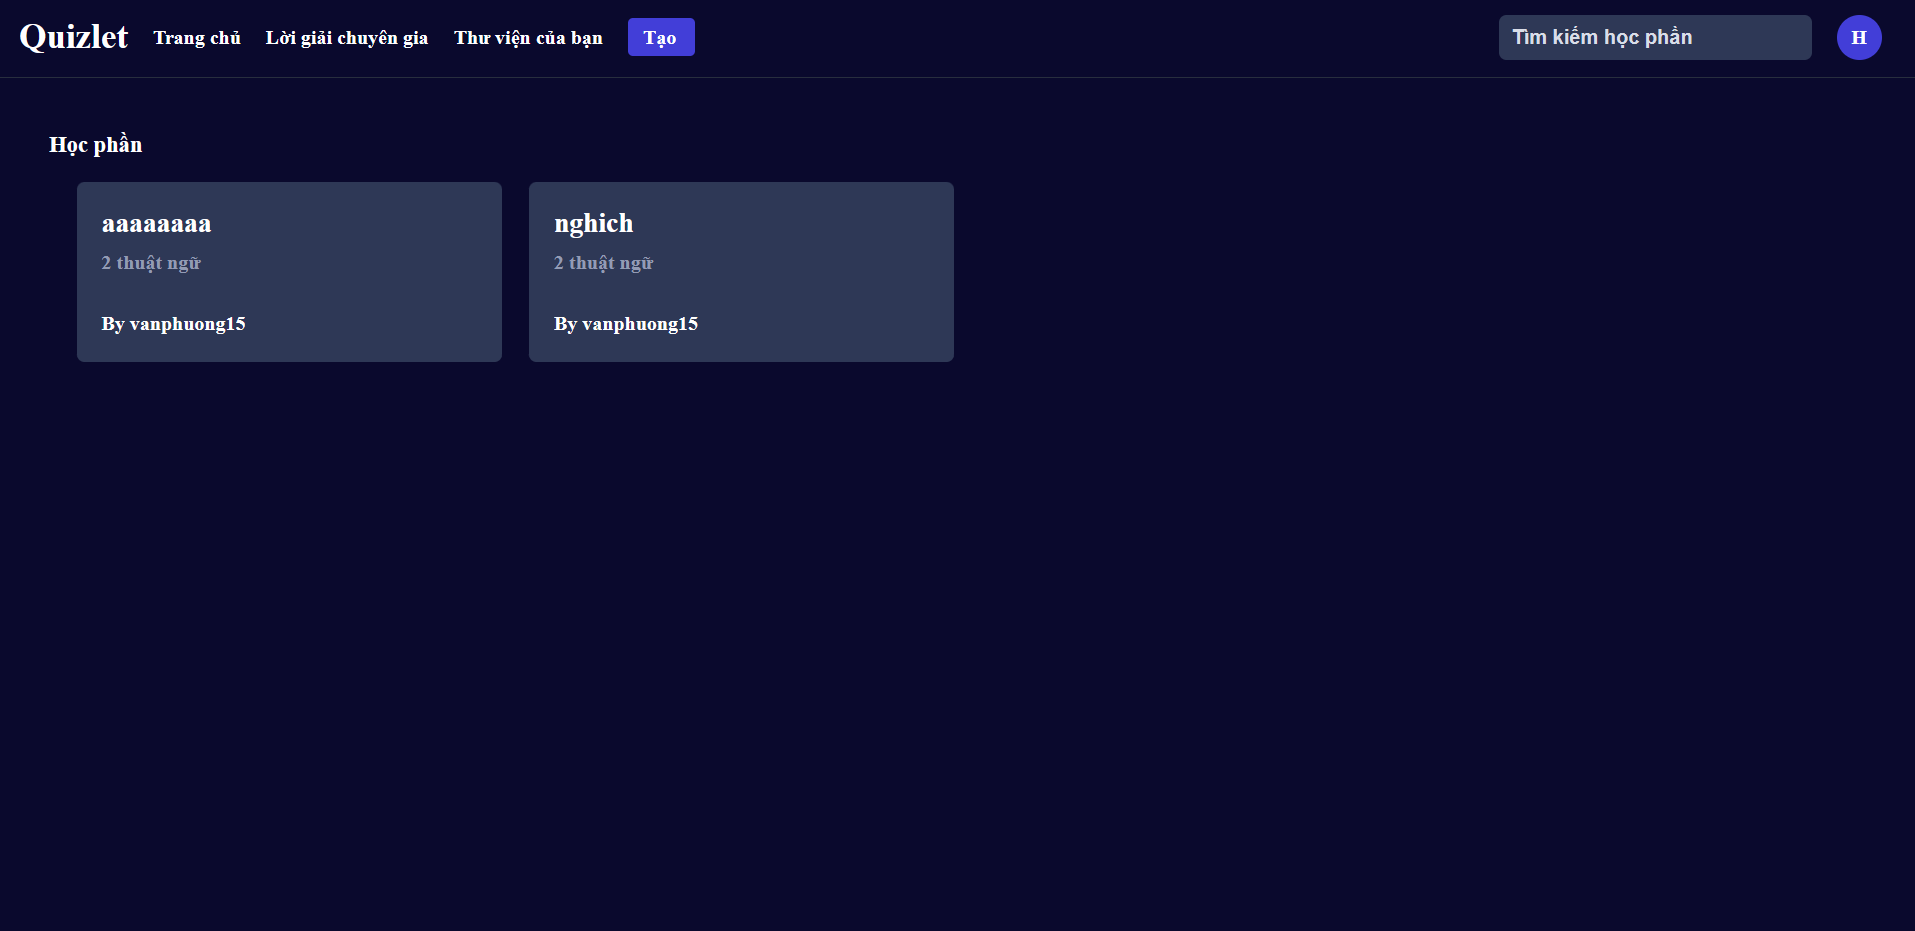 Quizlet Trang chủ Lời giải chuyên gia Thư viện của bạn Tạo Tìm kiếm học phần H
Học phần
aaaaaaaa
2 thuật ngữ
By vanphuong15
nghich
2 thuật ngữ
By vanphuong15